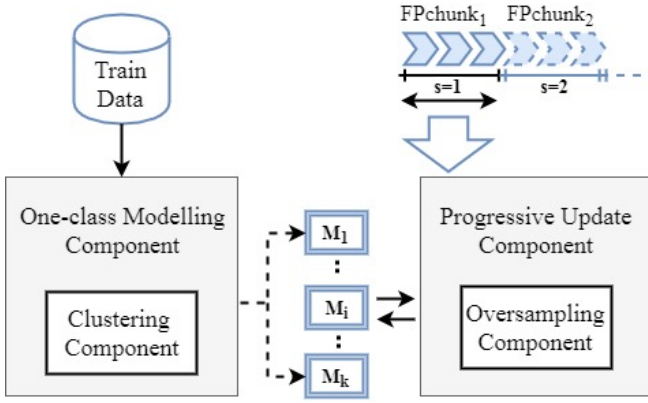 Train
Data
FPchunk1 FPchunk2
s=1 s=2
One-class Modelling
Component
Clustering
Component
M1
:
Mi
:
Mk
Progressive Update
Component
Oversampling
Component